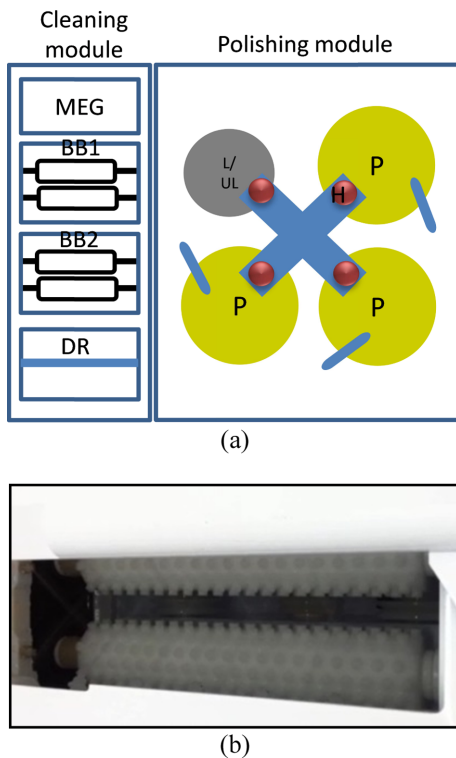 Cleaning
module
Polishing module
MEG
BB1
BB2
DR
L/
UL
P
H
P
P
(a)
(b)